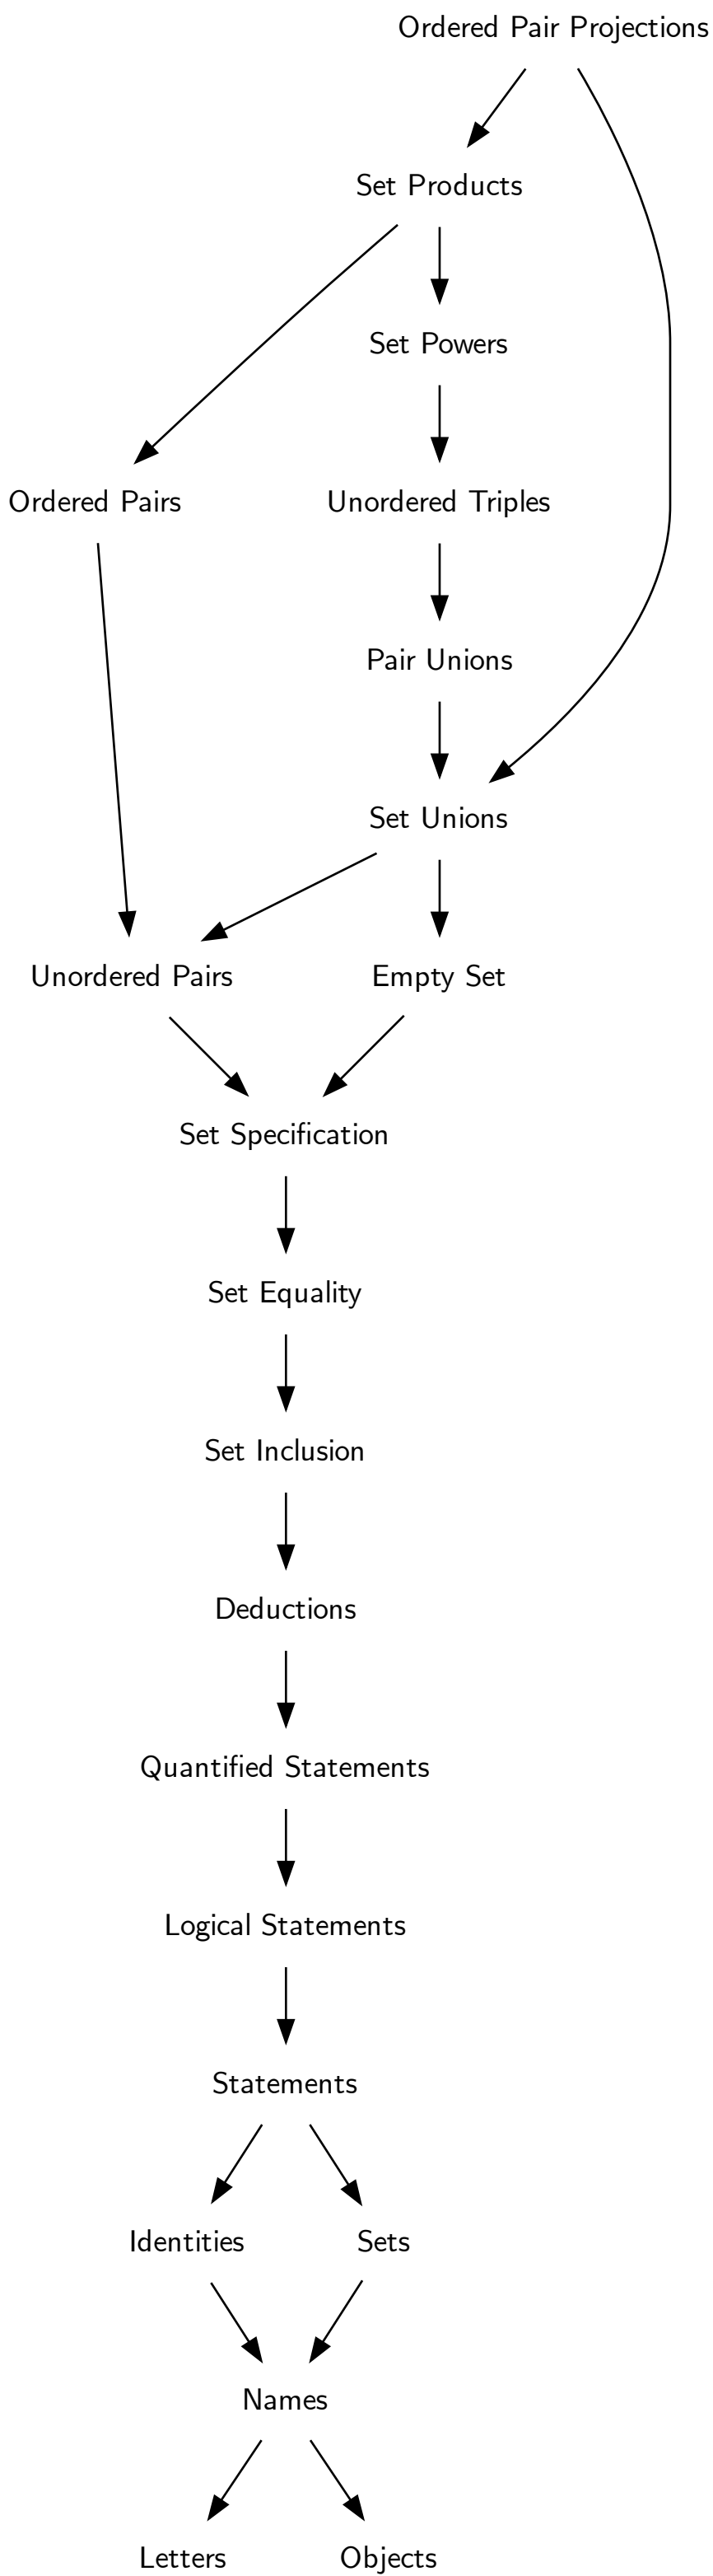 Ordered Pair Projections
Set Products
Set Powers
Ordered Pairs
Unordered Triples
Pair Unions
Set Unions
Unordered Pairs
Empty Set
Set Specification
Set Equality
Set Inclusion
Deductions
Quantified Statements
Logical Statements
Statements
Identities
Sets
Names
Letters
Objects